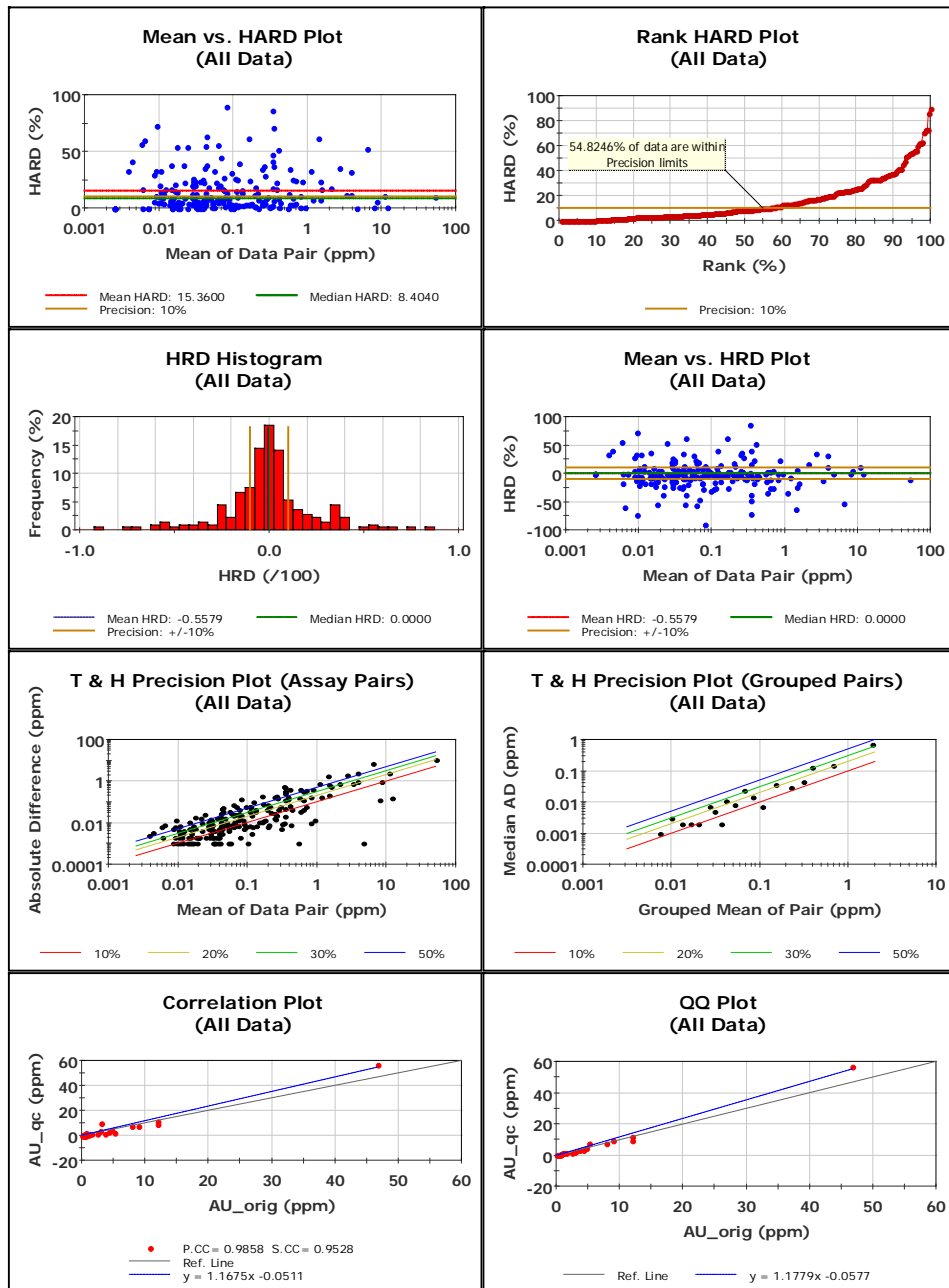 Mean vs. HARD Plot
(All Data)
HARD (%)
100
50
0
0.001 0.01 0.1 1 10 100
Mean of Data Pair (ppm)
Mean HARD: 15.3600 Median HARD: 8.4040
Precision: 10%
Rank HARD Plot
(All Data)
HARD (%)
100
80
60
40
20
0
54.8246% of data are within
Precision limits
0 10 20 30 40 50 60 70 80 90 100
Rank (%)
Precision: 10%
HRD Histogram
(All Data)
Frequency (%)
20
15
10
5
0
-1.0 0.0 1.0
HRD (/100)
Mean HRD: -0.5579 Median HRD: 0.0000
Precision: +/-10%
Mean vs. HRD Plot
(All Data)
HRD (%)
100
50
0
-50
-100
0.001 0.01 0.1 1 10 100
Mean of Data Pair (ppm)
Mean HRD: -0.5579 Median HRD: 0.0000
Precision: +/-10%
T & H Precision Plot (Assay Pairs)
(All Data)
Absolute Difference (ppm)
100
1
0.01
0.0001
0.001 0.01 0.1 1 10 100
Mean of Data Pair (ppm)
10% 20% 30% 50%
T & H Precision Plot (Grouped Pairs)
(All Data)
Median AD (ppm)
1
0.1
0.01
0.001
0.0001
0.001 0.01 0.1 1 10
Grouped Mean of Pair (ppm)
10% 20% 30% 50%
Correlation Plot
(All Data)
AU_qc (ppm)
60
40
20
0
-20
0 10 20 30 40 50 60
AU_orig (ppm)
P.CC= 0.9858 S.CC= 0.9528
Ref. Line
y = 1.1675x -0.0511
QQ Plot
(All Data)
AU_qc (ppm)
60
40
20
0
-20
0 10 20 30 40 50 60
AU_orig (ppm)
Ref. Line y = 1.1779x -0.0577